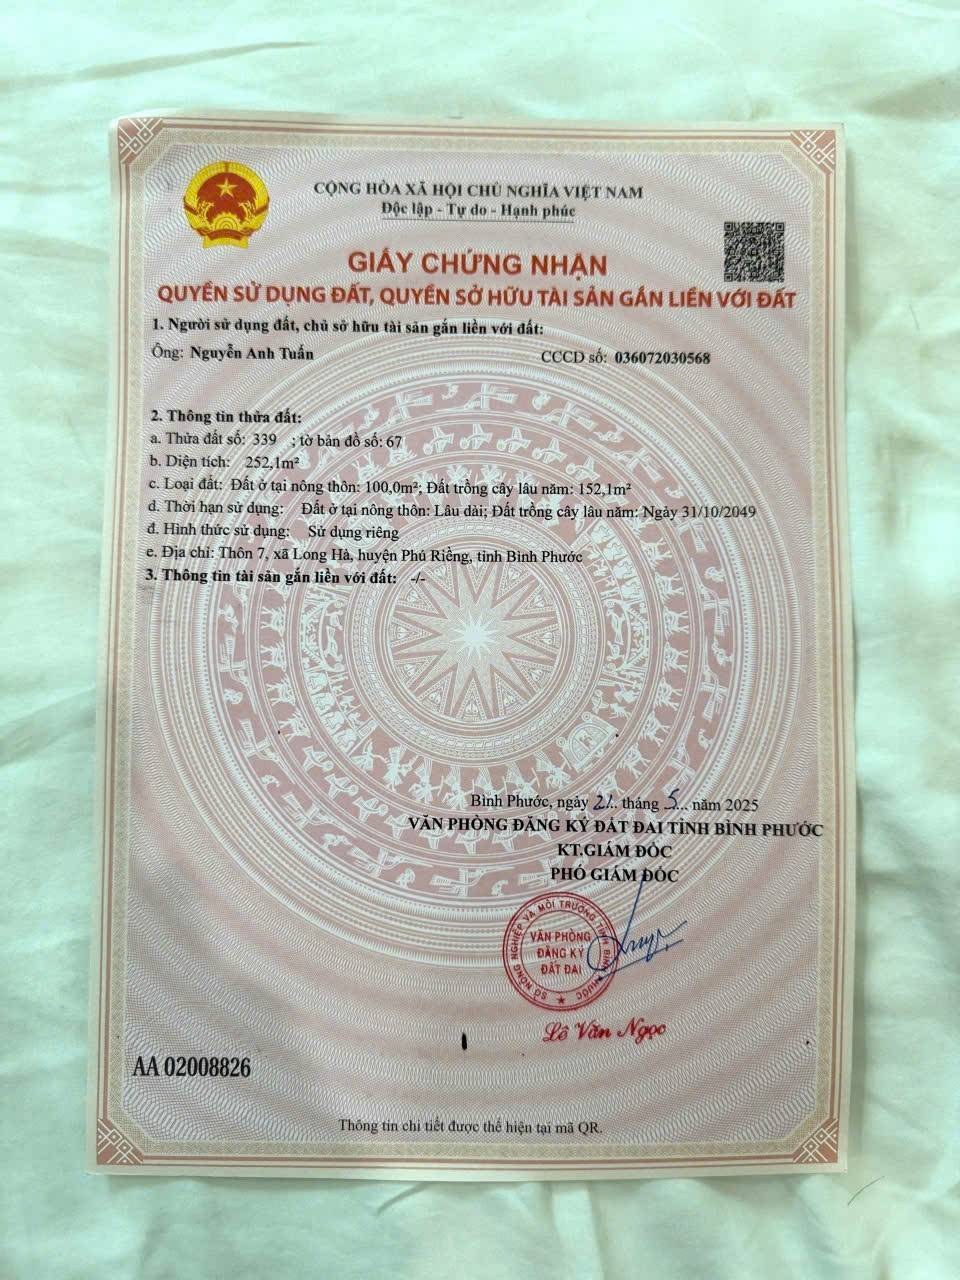 CỘNG HÒA XÃ HỘI CHỦ NGHĨA VIỆT NAM
Độc lập - Tự do - Hạnh phúc
GIẤY CHỨNG NHẬN
QUYỀN SỬ DỤNG ĐẤT, QUYỀN SỞ HỮU TÀI SẢN GẮN LIỀN VỚI ĐẤT
1. Người sử dụng đất, chủ sở hữu tài sản gắn liền với đất:
Ông: Nguyễn Anh Tuấn CCCD số: 036072030568
2. Thông tin thửa đất:
a. Thửa đất số: 339 ; tờ bản đồ số: 67
b. Diện tích: 252,1m²
c. Loại đất: Đất ở tại nông thôn: 100,0m²; Đất trồng cây lâu năm: 152,1m²
d. Thời hạn sử dụng: Đất ở tại nông thôn: Lâu dài; Đất trồng cây lâu năm: Ngày 31/10/2049
đ. Hình thức sử dụng: Sử dụng riêng
e. Địa chỉ: Thôn 7, xã Long Hà, huyện Phú Riềng, tỉnh Bình Phước
3. Thông tin tài sản gắn liền với đất: -/-
Bình Phước, ngày 21.. tháng .5... năm 2025
VĂN PHÒNG ĐĂNG KÝ ĐẤT ĐAI TỈNH BÌNH PHƯỚC
KT.GIÁM ĐỐC
PHÓ GIÁM ĐỐC
SỞ NÔNG NGHIỆP VÀ MÔI TRƯỜNG TỈNH BÌNH PHƯỚC
VĂN PHÒNG
ĐĂNG KÝ
ĐẤT ĐAI
Lê Văn Ngọc
AA 02008826
Thông tin chi tiết được thể hiện tại mã QR.